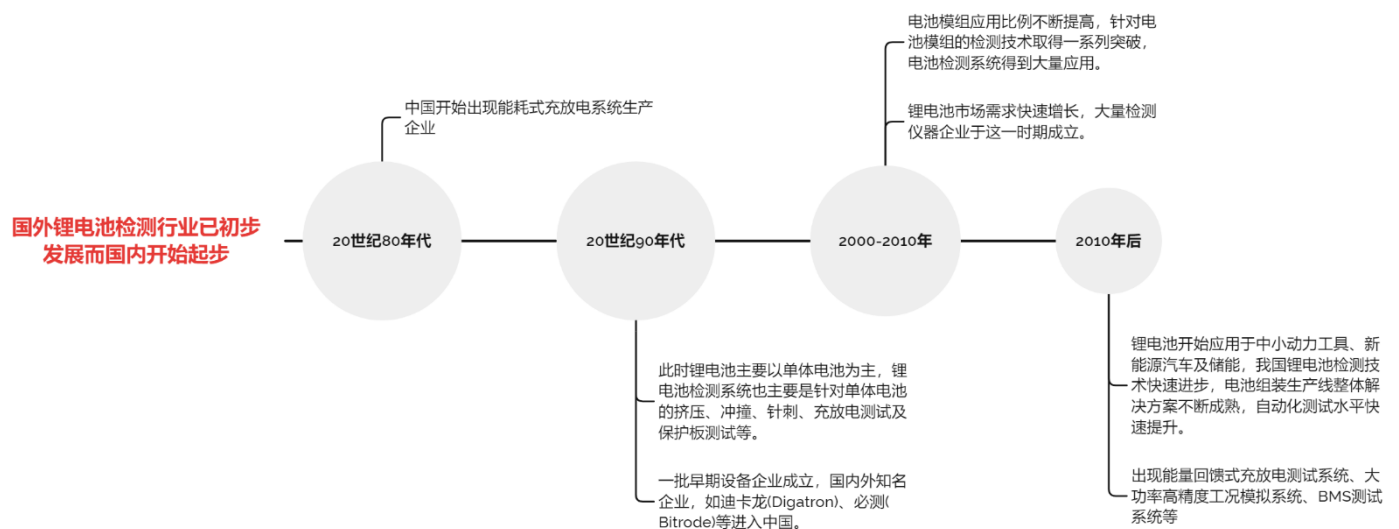 国外锂电池检测行业已初步
发展而国内开始起步
20世纪80年代
中国开始出现能耗式充放电系统生产
企业
20世纪90年代
此时锂电池主要以单体电池为主，锂
电池检测系统也主要是针对单体电池
的挤压、冲撞、针刺、充放电测试及
保护板测试等。
一批早期设备企业成立，国内外知名
企业，如迪卡龙(Digatron)、必测(
Bitrode)等进入中国。
2000-2010年
电池模组应用比例不断提高，针对电
池模组的检测技术取得一系列突破，
电池检测系统得到大量应用。
锂电池市场需求快速增长，大量检测
仪器企业于这一时期成立。
2010年后
锂电池开始应用于中小动力工具、新
能源汽车及储能，我国锂电池检测技
术快速进步，电池组装生产线整体解
决方案不断成熟，自动化测试水平快
速提升。
出现能量回馈式充放电测试系统、大
功率高精度工况模拟系统、BMS测试
系统等